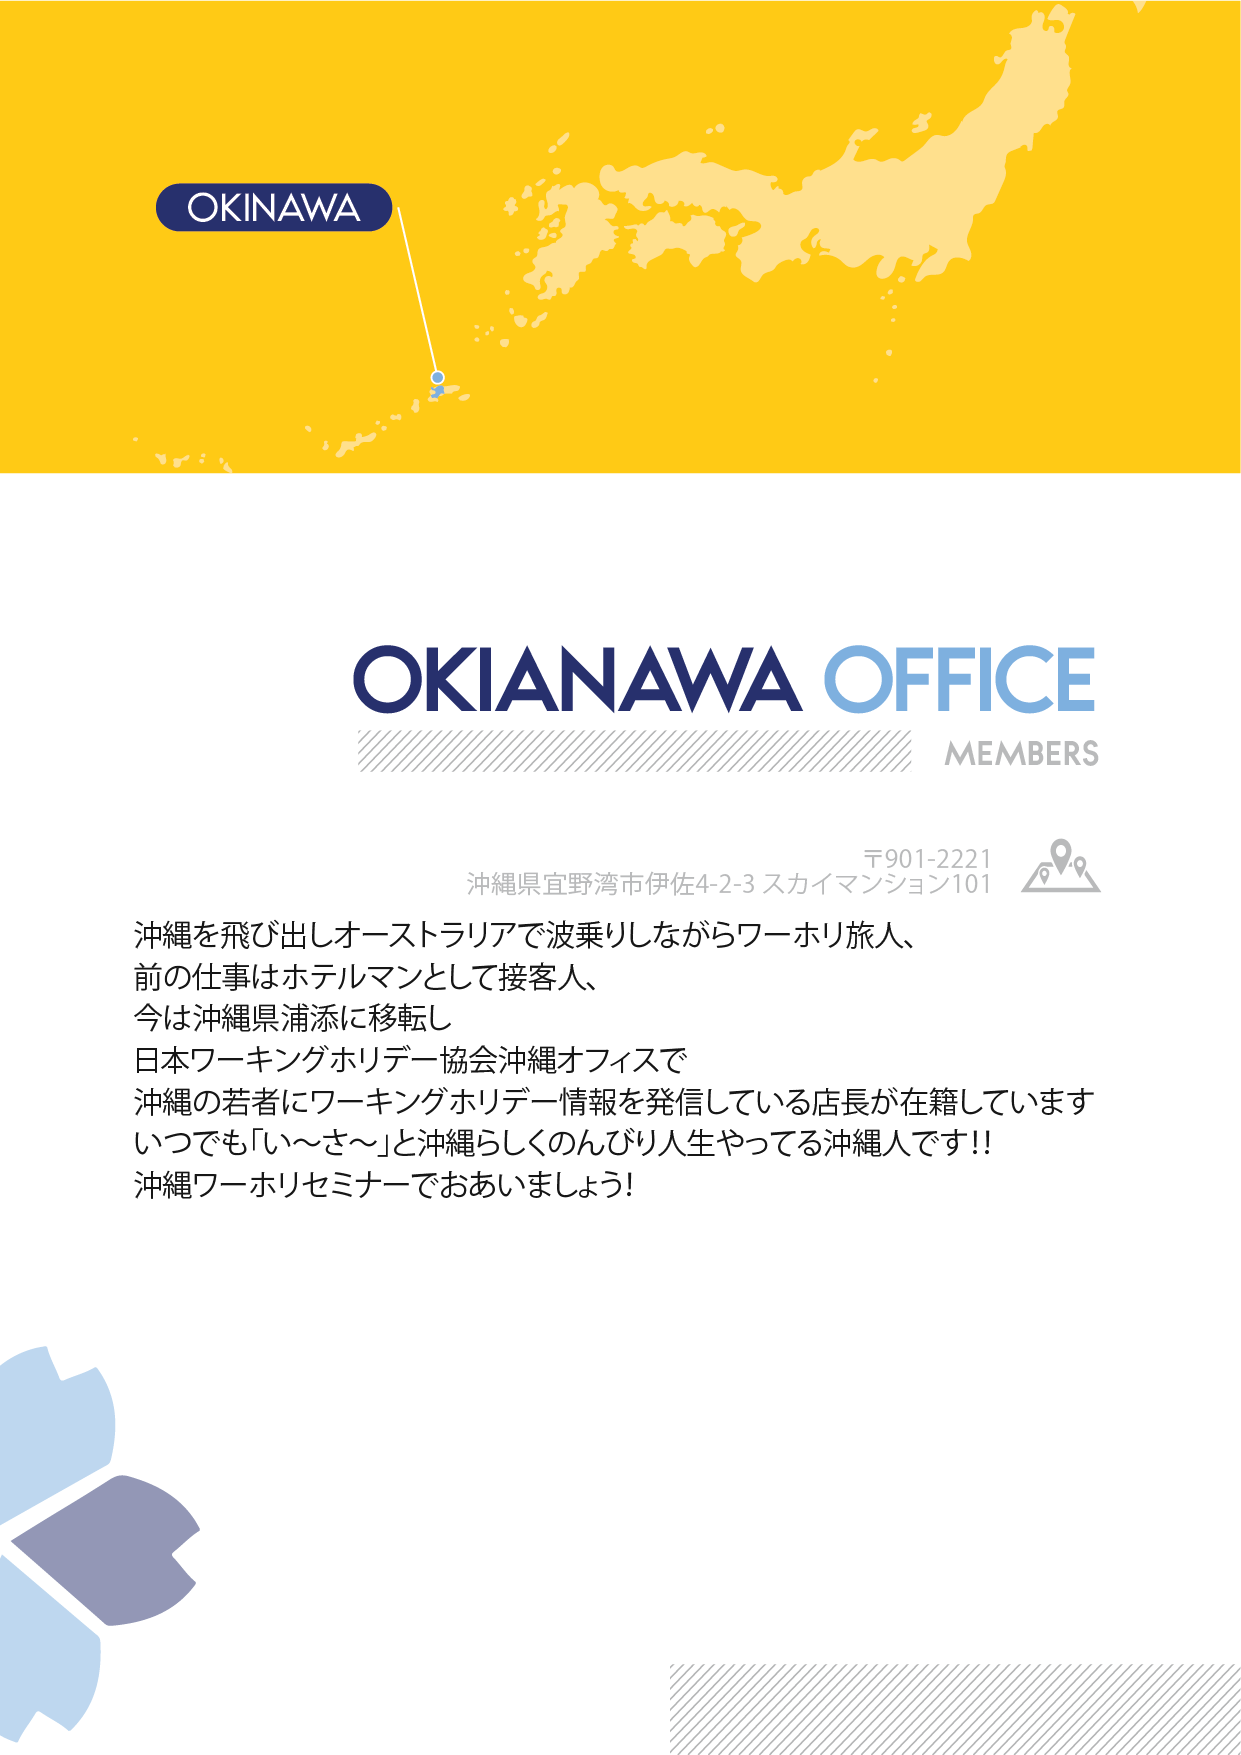 OKINAWA
OKIANAWA OFFICE
MEMBERS
〒901-2221
沖縄県宜野湾市伊佐4-2-3 スカイマンション101
沖縄を飛び出しオーストラリアで波乗りしながらワーホリ旅人、
前の仕事はホテルマンとして接客人、
今は沖縄県浦添に移転し
日本ワーキングホリデー協会沖縄オフィスで
沖縄の若者にワーキングホリデー情報を発信している店長が在籍しています
いつでも「い〜さ〜」と沖縄らしくのんびり人生やってる沖縄人です!!
沖縄ワーホリセミナーでおあいましょう!